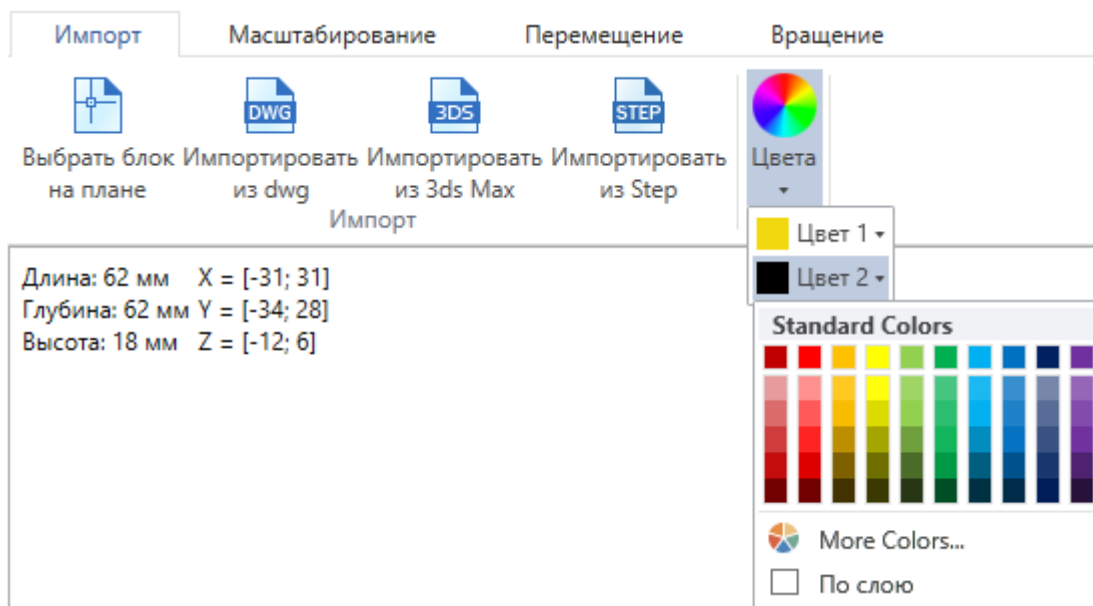 Импорт Масштабирование Перемещение Вращение
DWG 3DS STEP
Выбрать блок Импортировать Импортировать Импортировать Цвета
на плане из dwg из 3ds Max из Step
Импорт
Цвет 1
Длина: 62 мм X = [-31; 31]
Цвет 2
Глубина: 62 мм Y = [-34; 28]
Standard Colors
Высота: 18 мм Z = [-12; 6]
More Colors...
По слою